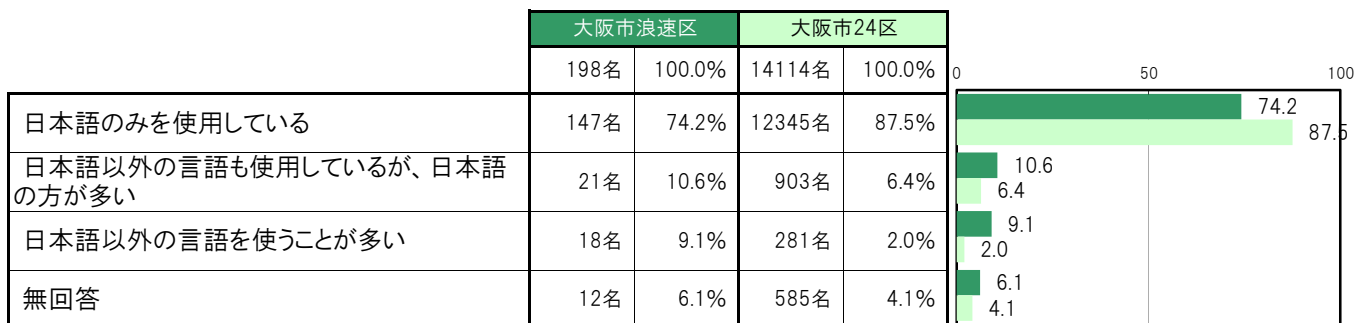 大阪市浪速区 大阪市24区
198名 100.0% 14114名 100.0% 0 50 100
日本語のみを使用している 147名 74.2% 12345名 87.5% 74.2
87.5
日本語以外の言語も使用しているが、日本語
の方が多い 21名 10.6% 903名 6.4% 10.6
6.4
日本語以外の言語を使うことが多い 18名 9.1% 281名 2.0% 9.1
2.0
無回答 12名 6.1% 585名 4.1% 6.1
4.1